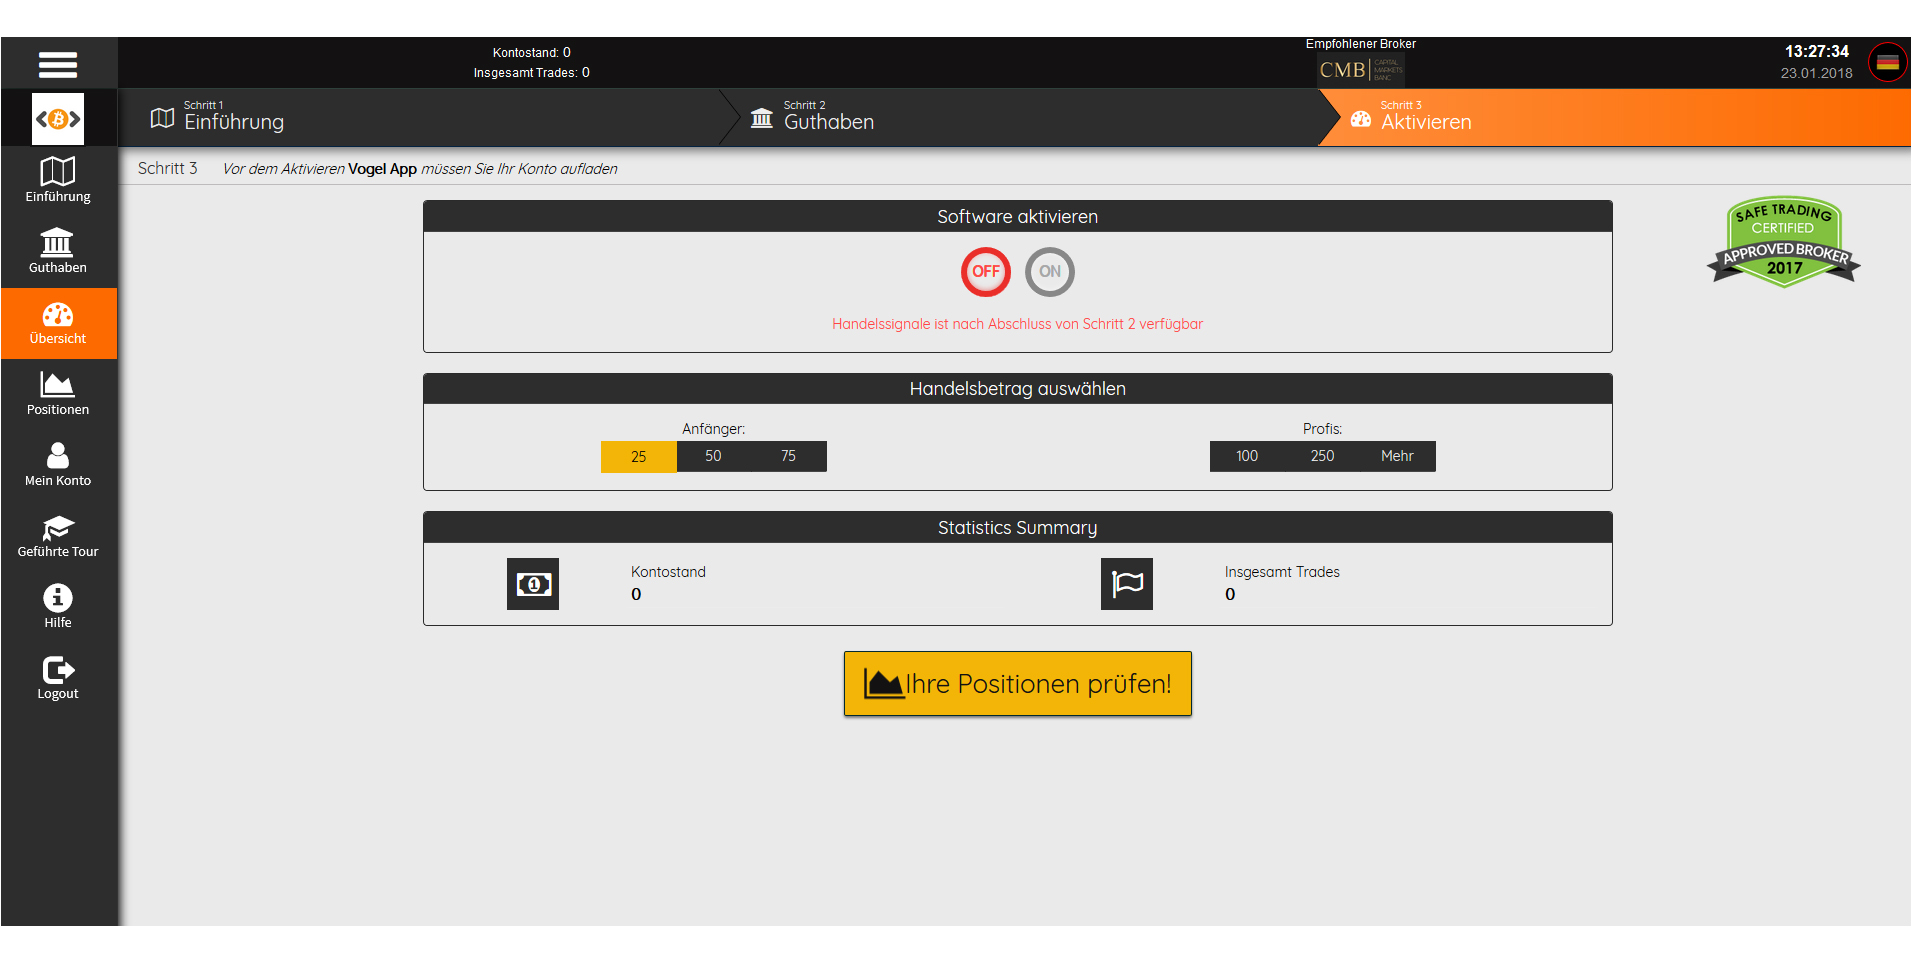 Kontostand: 0
Insgesamt Trades: 0
Empfohlener Broker
CMB CAPITAL MARKETS BANC
13:27:34
23.01.2018
Schritt 1
Einführung
Schritt 2
Guthaben
Schritt 3
Aktivieren
Schritt 3 Vor dem Aktivieren Vogel App müssen Sie Ihr Konto aufladen
Einführung
Guthaben
Übersicht
Positionen
Mein Konto
Geführte Tour
Hilfe
Logout
Software aktivieren
OFF ON
Handelssignale ist nach Abschluss von Schritt 2 verfügbar
SAFE TRADING
CERTIFIED
APPROVED BROKER
2017
Handelsbetrag auswählen
Anfänger: Profis:
25 50 75 100 250 Mehr
Statistics Summary
Kontostand
0
Insgesamt Trades
0
Ihre Positionen prüfen!